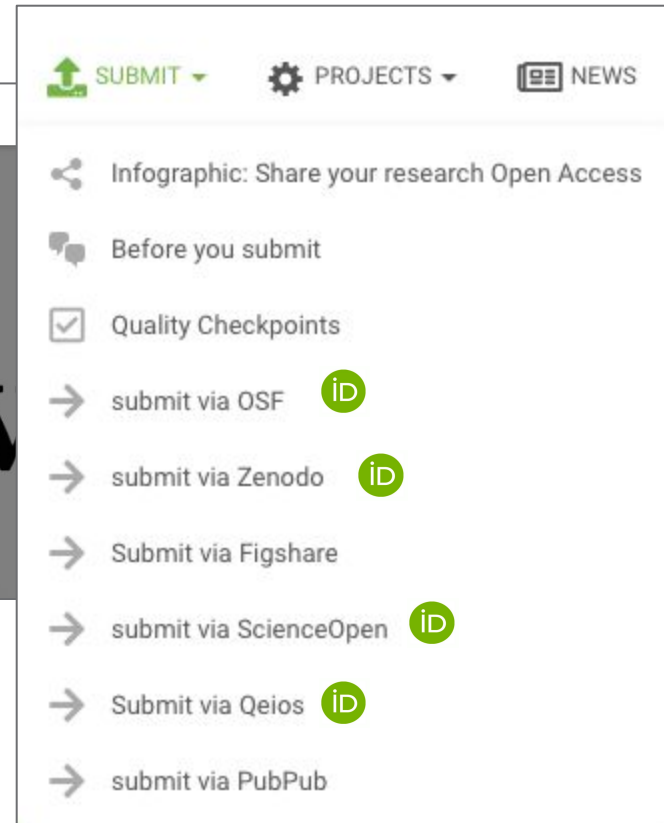 SUBMIT
PROJECTS
NEWS
Infographic: Share your research Open Access
Before you submit
Quality Checkpoints
submit via OSF iD
submit via Zenodo iD
Submit via Figshare
submit via ScienceOpen iD
Submit via Qeios iD
submit via PubPub